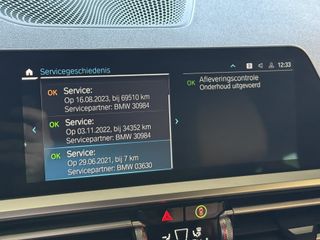 Servicegeschiedenis
12:33
OK Service:
Op 16.08.2023, bij 69510 km
Servicepartner: BMW 30984
OK Service:
Op 03.11.2022, bij 34352 km
Servicepartner: BMW 30984
OK Service:
Op 29.06.2021, bij 7 km
Servicepartner: BMW 03630
OK Afleveringscontrole
Onderhoud uitgevoerd